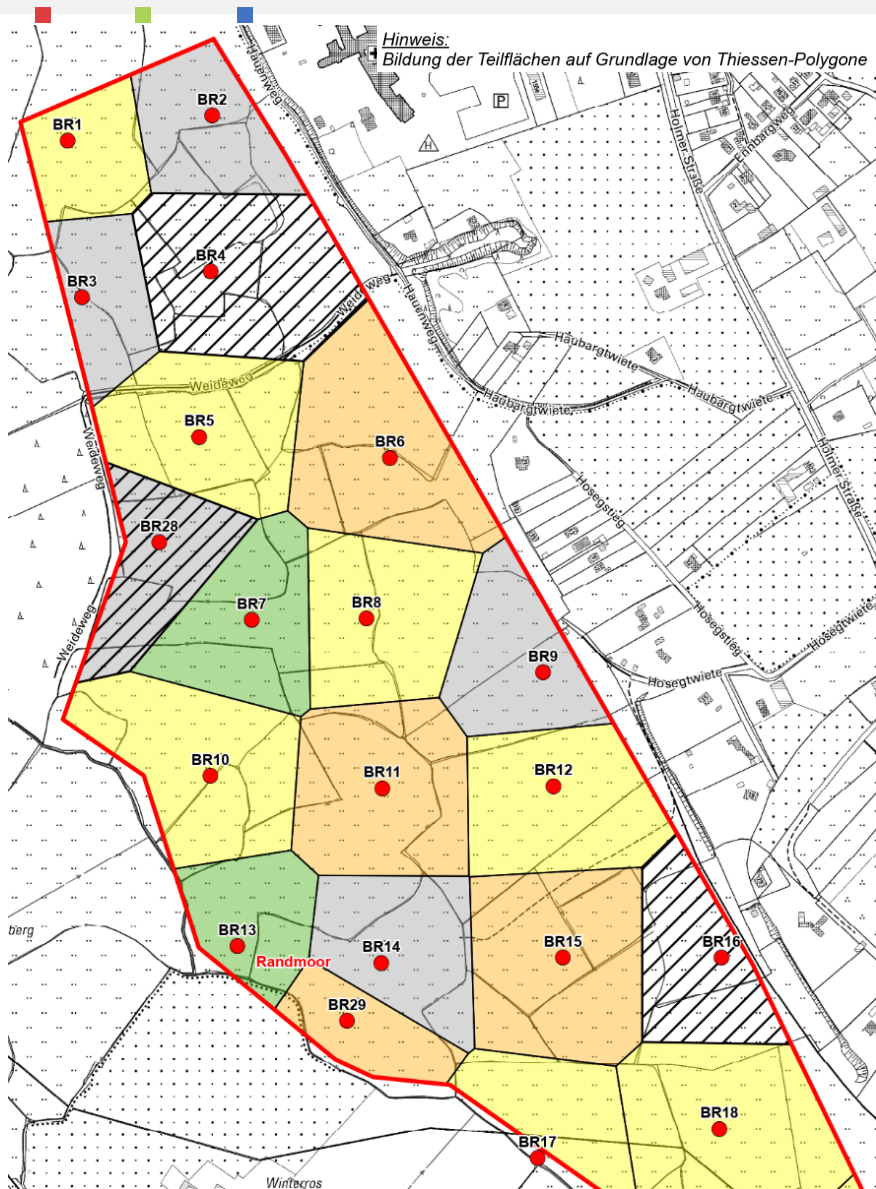 Hinweis:
Bildung der Teilflächen auf Grundlage von Thiessen-Polygone
Hauenweg
P
H
Holmer-Straße
BR1
BR2
BR3
BR4
Weideweg
Hauenweg
Haubargtwiete
Haubargtwiete
Haubargtwiete
Weideweg
BR5
BR6
Weideweg
Holmer-Straße
Hosegstieg
BR28
BR7
BR8
BR9
Weideweg
Hosegstieg
Hosegtwiete
Hosegtwiete
BR10
BR11
BR12
berg
BR13
Randmoor
BR14
BR15
BR16
BR29
BR17
BR18
Winterros